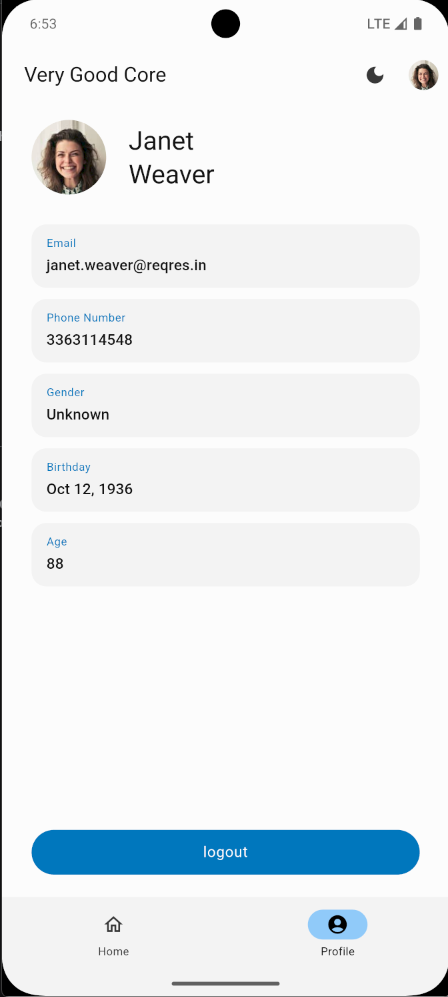 6:53
LTE
Very Good Core
Janet
Weaver
Email
janet.weaver@reqres.in
Phone Number
3363114548
Gender
Unknown
Birthday
Oct 12, 1936
Age
88
logout
Home
Profile